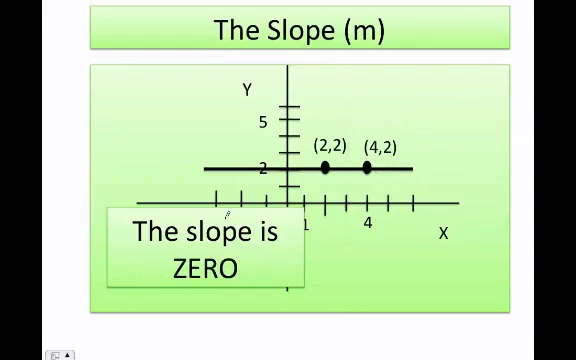 The Slope (m)
Y
5
(2,2) (4,2)
2
1 4
X
The slope is
ZERO